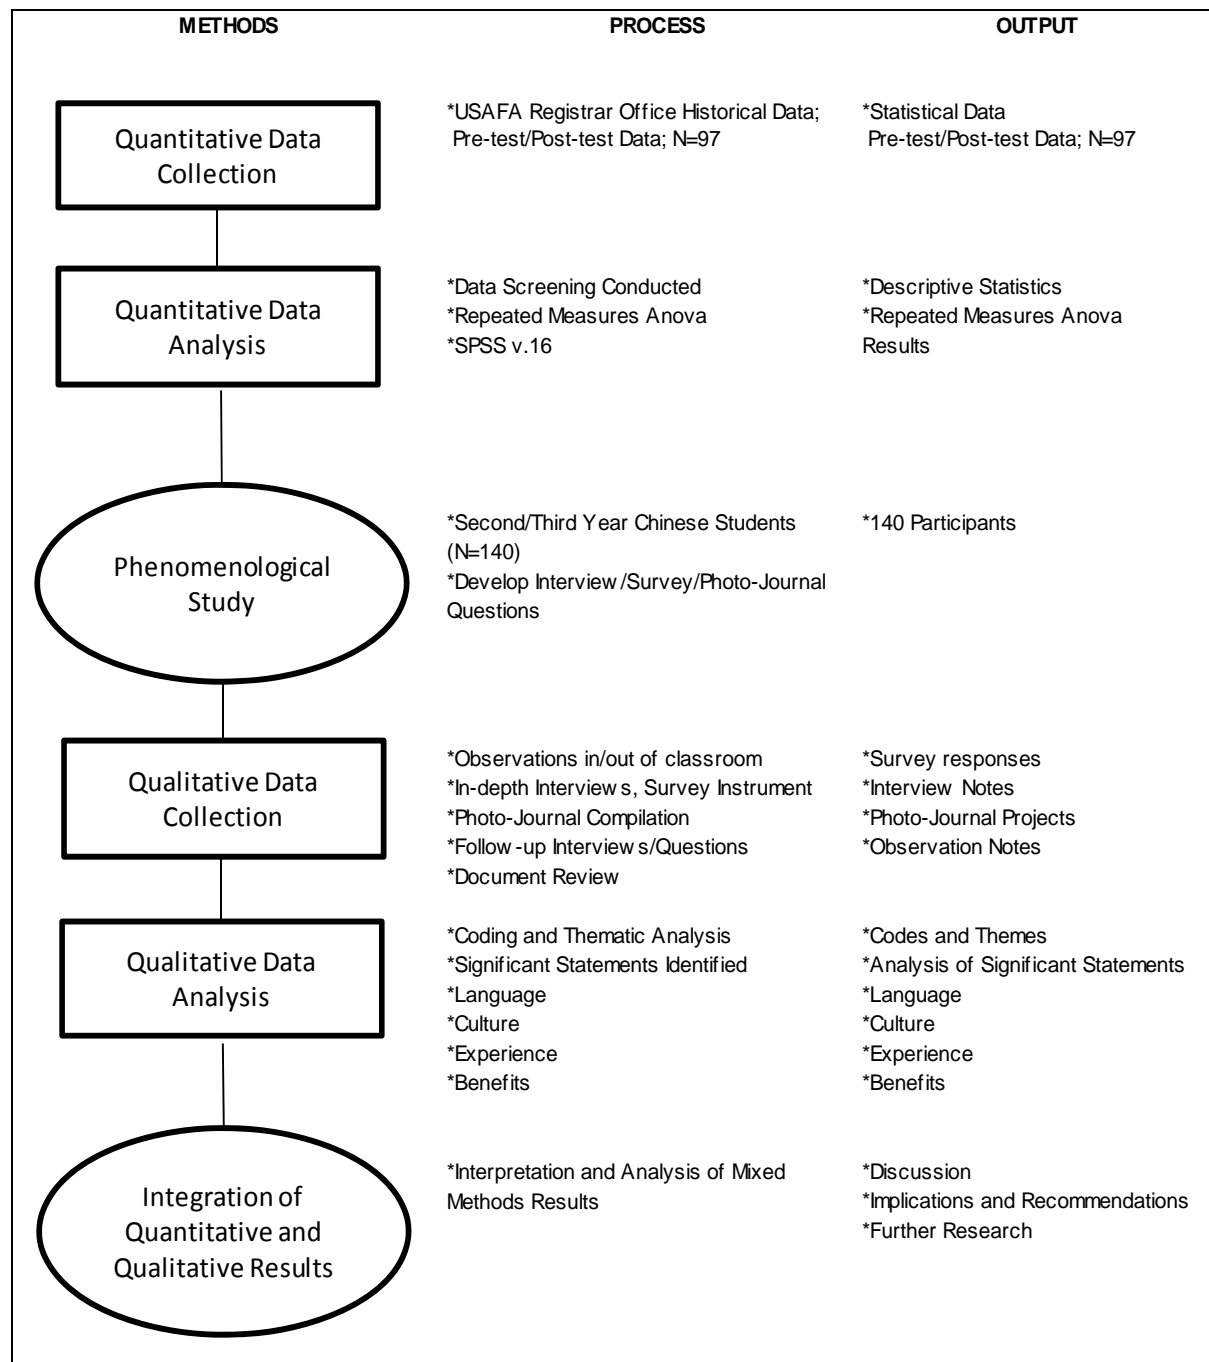 METHODS PROCESS OUTPUT
Quantitative Data
Collection
*USAFA Registrar Office Historical Data;
Pre-test/Post-test Data; N=97
*Statistical Data
Pre-test/Post-test Data; N=97
Quantitative Data
Analysis
*Data Screening Conducted
*Repeated Measures Anova
*SPSS v.16
*Descriptive Statistics
*Repeated Measures Anova
Results
Phenomenological
Study
*Second/Third Year Chinese Students
(N=140)
*Develop Interview/Survey/Photo-Journal
Questions
*140 Participants
Qualitative Data
Collection
*Observations in/out of classroom
*In-depth Interviews, Survey Instrument
*Photo-Journal Compilation
*Follow-up Interviews/Questions
*Document Review
*Survey responses
*Interview Notes
*Photo-Journal Projects
*Observation Notes
Qualitative Data
Analysis
*Coding and Thematic Analysis
*Significant Statements Identified
*Language
*Culture
*Experience
*Benefits
*Codes and Themes
*Analysis of Significant Statements
*Language
*Culture
*Experience
*Benefits
Integration of
Quantitative and
Qualitative Results
*Interpretation and Analysis of Mixed
Methods Results
*Discussion
*Implications and Recommendations
*Further Research